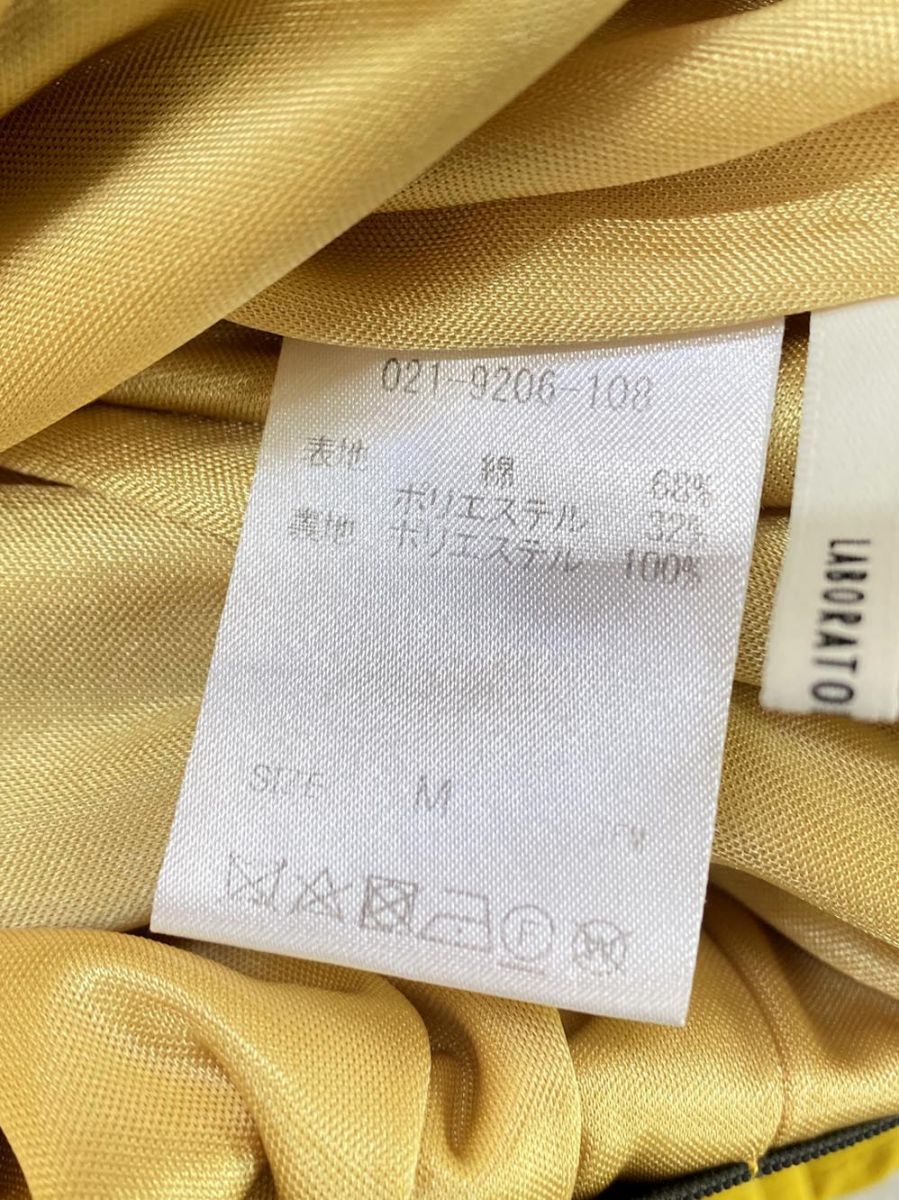 021-9206-108
表地 綿 68%
ポリエステル 32%
裏地 ポリエステル 100%
SIZE M
LABORATO